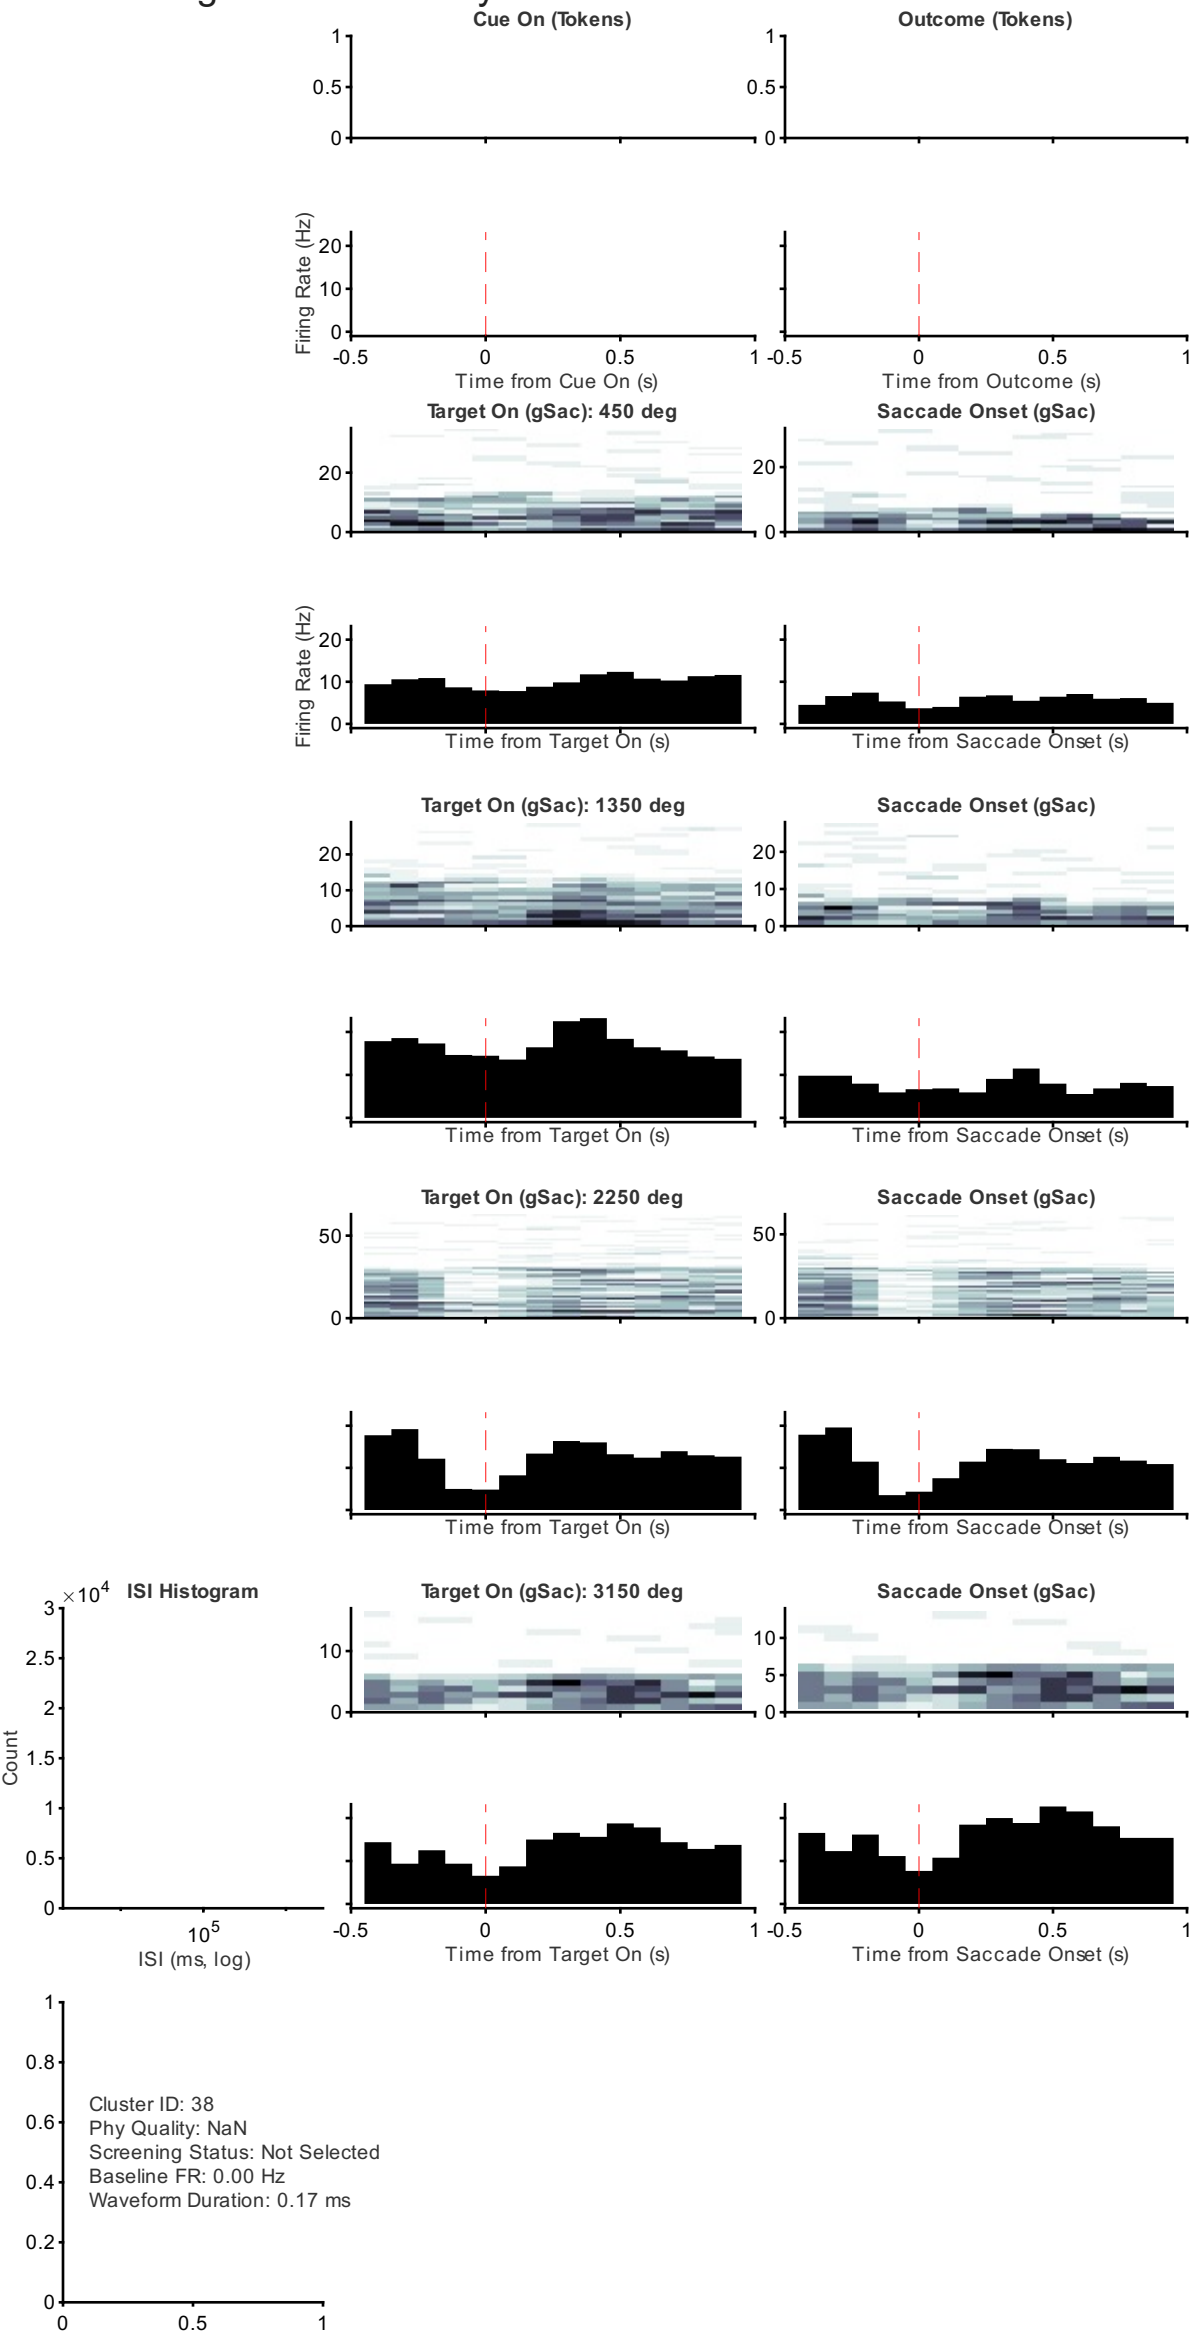 Cue On (Tokens)
Outcome (Tokens)
1
0.5
0
1
0.5
0
Firing Rate (Hz)
20
10
0
-0.5 0 0.5 1
-0.5 0 0.5 1
Time from Cue On (s)
Time from Outcome (s)
Target On (gSac): 450 deg
Saccade Onset (gSac)
20
0
20
0
Firing Rate (Hz)
20
10
0
Time from Target On (s)
Time from Saccade Onset (s)
Target On (gSac): 1350 deg
Saccade Onset (gSac)
20
10
0
20
10
0
Time from Target On (s)
Time from Saccade Onset (s)
Target On (gSac): 2250 deg
Saccade Onset (gSac)
50
0
50
0
Time from Target On (s)
Time from Saccade Onset (s)
×10⁴
ISI Histogram
Target On (gSac): 3150 deg
Saccade Onset (gSac)
3
2.5
2
1.5
1
0.5
0
Count
10⁵
ISI (ms, log)
10
0
10
5
0
-0.5 0 0.5 1
-0.5 0 0.5 1
Time from Target On (s)
Time from Saccade Onset (s)
1
0.8
0.6
0.4
0.2
0
Cluster ID: 38
Phy Quality: NaN
Screening Status: Not Selected
Baseline FR: 0.00 Hz
Waveform Duration: 0.17 ms
0 0.5 1